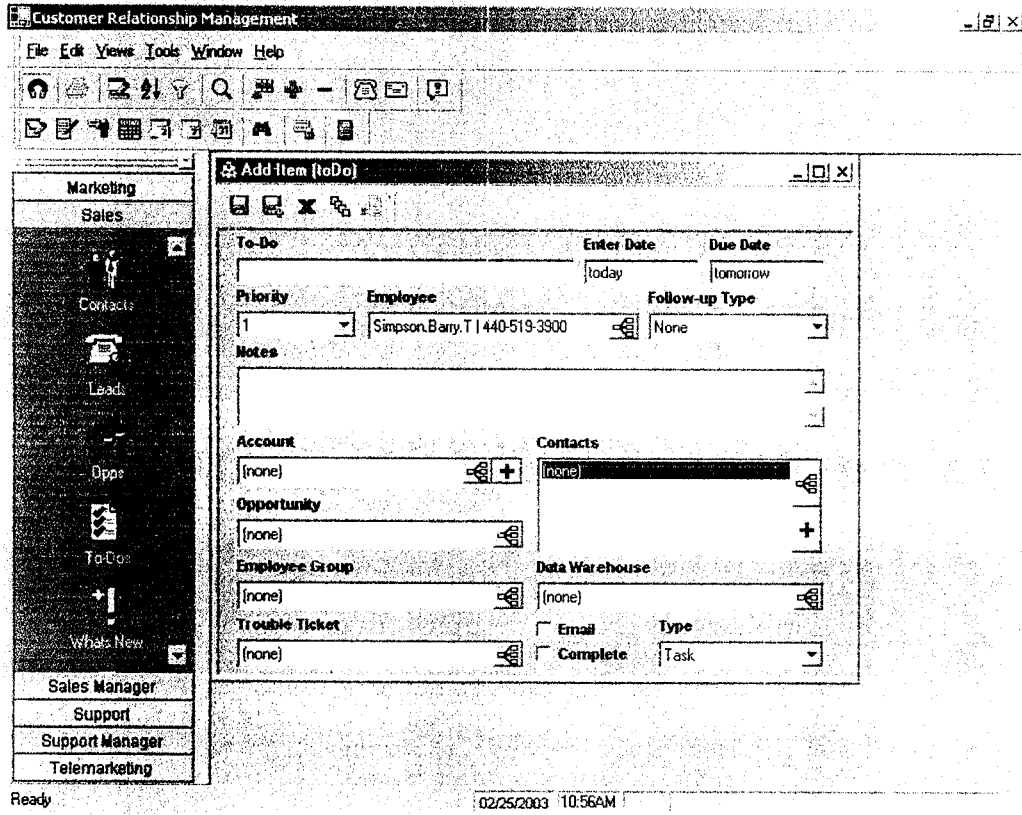 Customer Relationship Management
File Edit Views Tools Window Help
Marketing
Sales
Contacts
Leads
Opps
To-Dos
Whats New
Sales Manager
Support
Support Manager
Telemarketing
Add Item (toDo)
To-Do Enter Date Due Date
today tomorrow
Priority Employee Follow-up Type
1 Simpson.Barry.T | 440-519-3900 None
Notes
Account Contacts
(none) (none)
Opportunity
(none)
Employee Group Data Warehouse
(none) (none)
Trouble Ticket Email Type
(none) Complete Task
Ready 02/25/2003 10:56AM